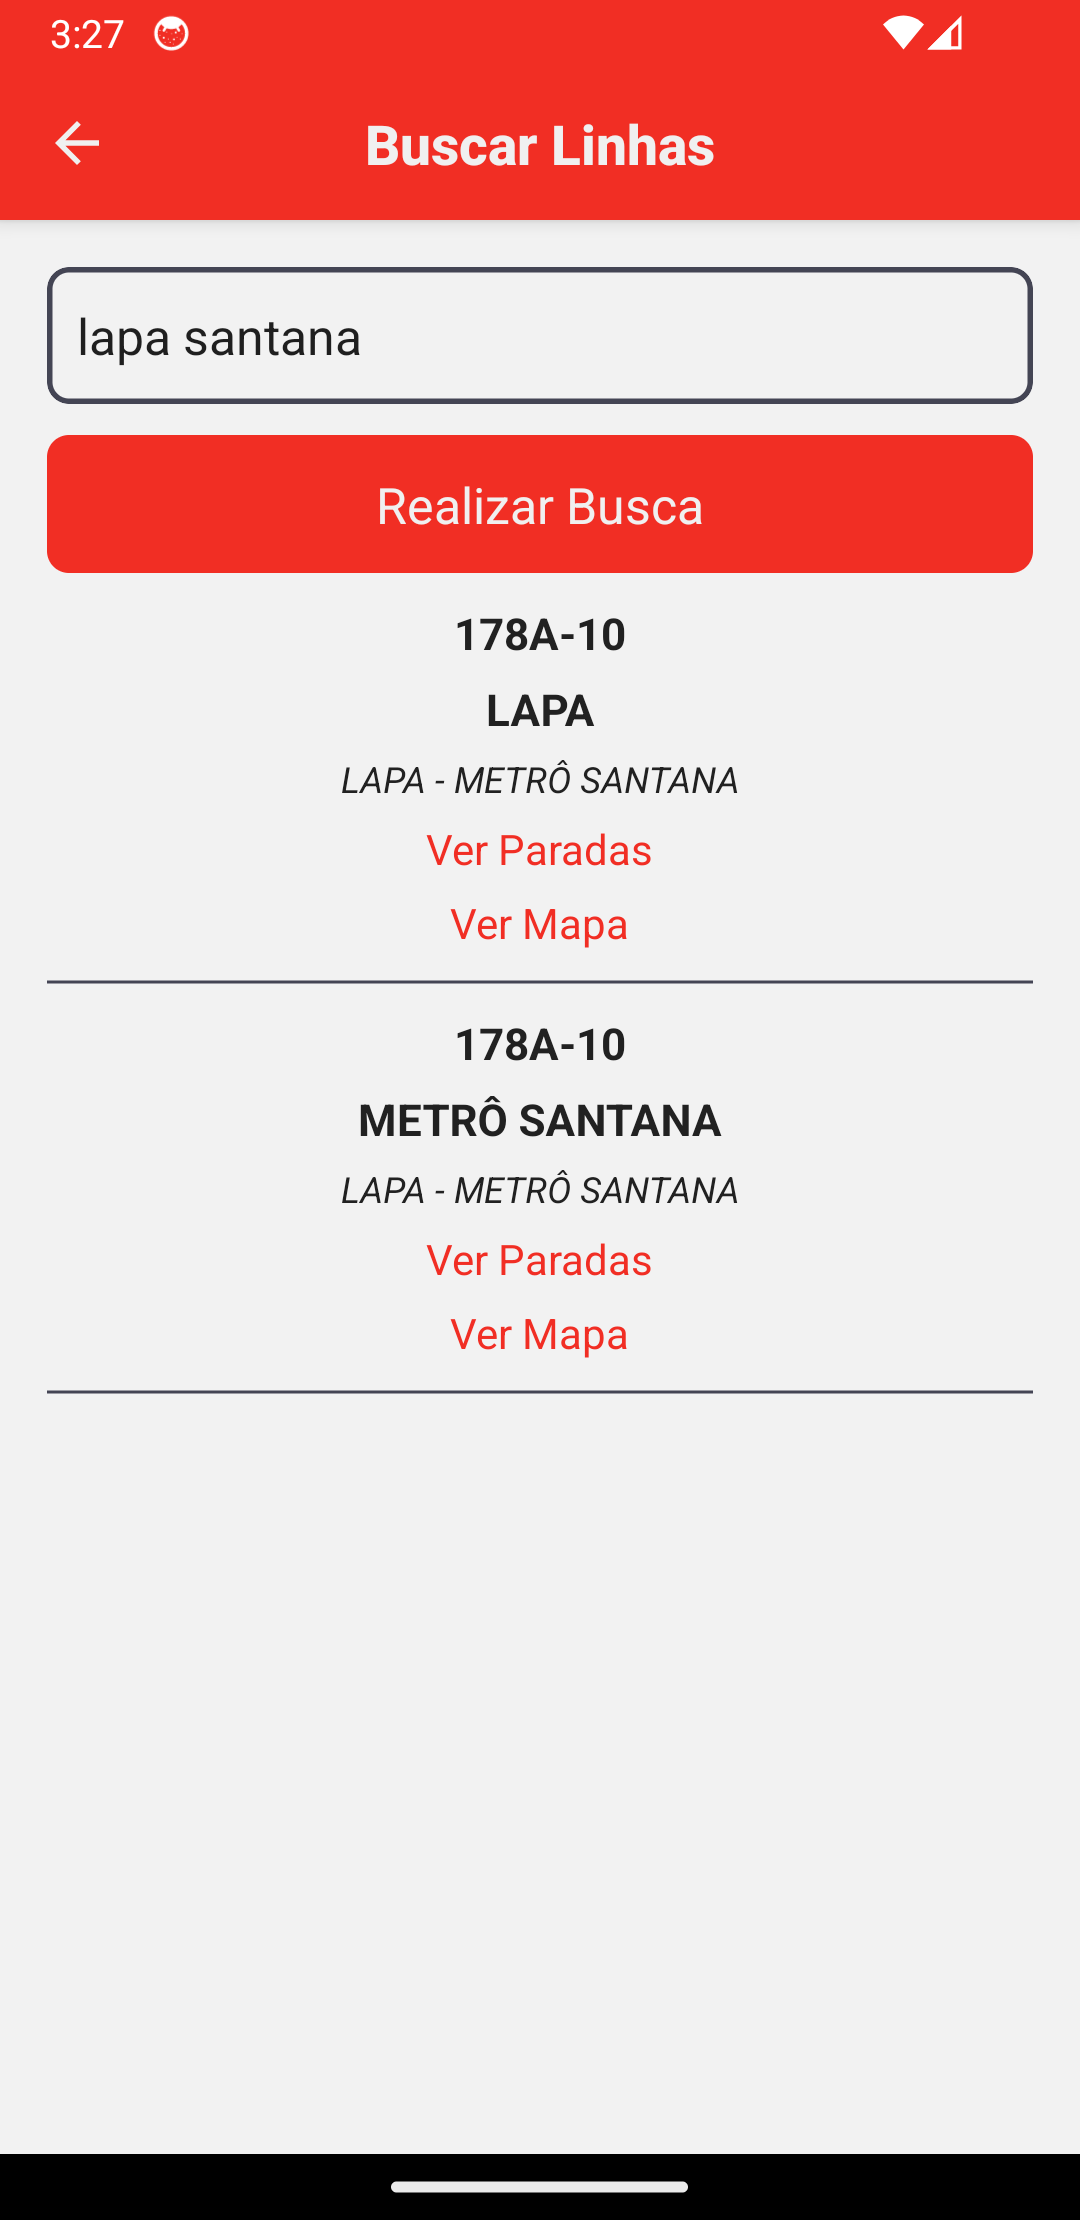 3:27
Buscar Linhas
lapa santana
Realizar Busca
178A-10
LAPA
LAPA - METRÔ SANTANA
Ver Paradas
Ver Mapa
178A-10
METRÔ SANTANA
LAPA - METRÔ SANTANA
Ver Paradas
Ver Mapa